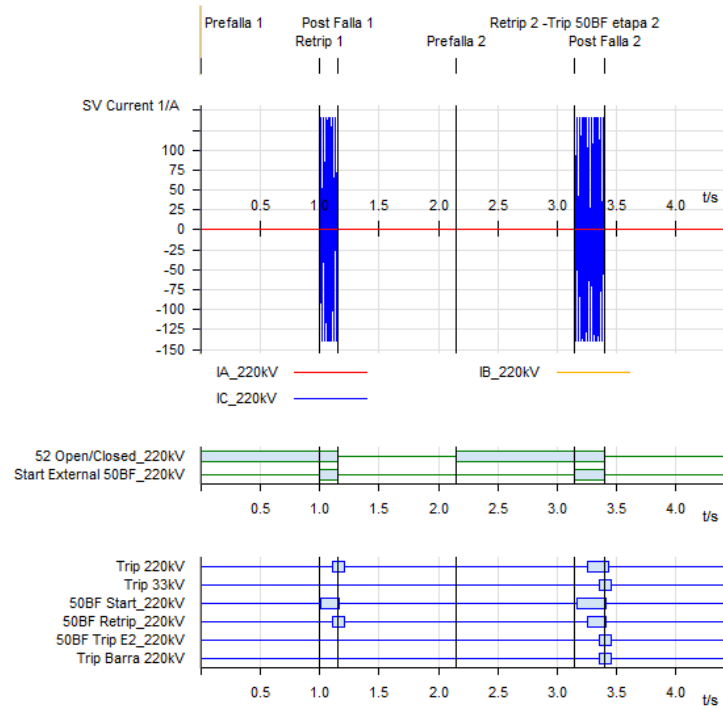 Prefalla 1 Post Falla 1 Retrip 2 -Trip 50BF etapa 2
Retrip 1 Prefalla 2 Post Falla 2
SV Current 1/A
100
75
50
25
0
-25
-50
-75
-100
-125
-150
0.5 1.0 1.5 2.0 2.5 3.0 3.5 4.0 t/s
IA_220kV IB_220kV
IC_220kV
52 Open/Closed_220kV
Start External 50BF_220kV
0.5 1.0 1.5 2.0 2.5 3.0 3.5 4.0
t/s
Trip 220kV
Trip 33kV
50BF Start_220kV
50BF Retrip_220kV
50BF Trip E2_220kV
Trip Barra 220kV
0.5 1.0 1.5 2.0 2.5 3.0 3.5 4.0
t/s